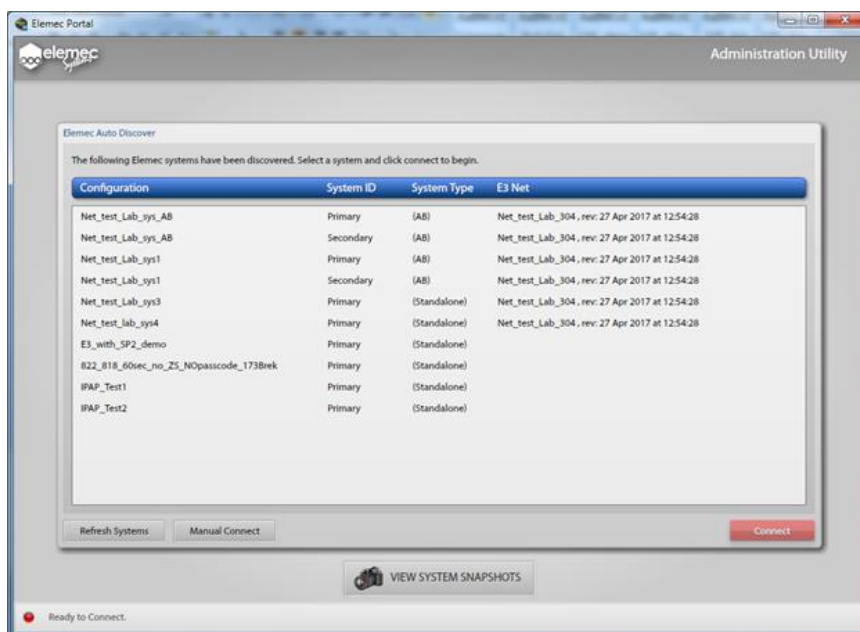 Elemec Portal
elemec
Systems
Administration Utility
Elemec Auto Discover
The following Elemec systems have been discovered. Select a system and click connect to begin.
Configuration System ID System Type E3 Net
Net_test_Lab_sys_AB Primary (AB) Net_test_Lab_304 , rev: 27 Apr 2017 at 12:54:28
Net_test_Lab_sys_AB Secondary (AB) Net_test_Lab_304 , rev: 27 Apr 2017 at 12:54:28
Net_test_Lab_sys1 Primary (AB) Net_test_Lab_304 , rev: 27 Apr 2017 at 12:54:28
Net_test_Lab_sys1 Secondary (AB) Net_test_Lab_304 , rev: 27 Apr 2017 at 12:54:28
Net_test_Lab_sys3 Primary (Standalone) Net_test_Lab_304 , rev: 27 Apr 2017 at 12:54:28
Net_test_lab_sys4 Primary (Standalone) Net_test_Lab_304 , rev: 27 Apr 2017 at 12:54:28
E3_with_SP2_demo Primary (Standalone)
822_818_60sec_no_ZS_NOpasscode_173Brek Primary (Standalone)
IPAP_Test1 Primary (Standalone)
IPAP_Test2 Primary (Standalone)
Refresh Systems Manual Connect Connect
VIEW SYSTEM SNAPSHOTS
Ready to Connect.